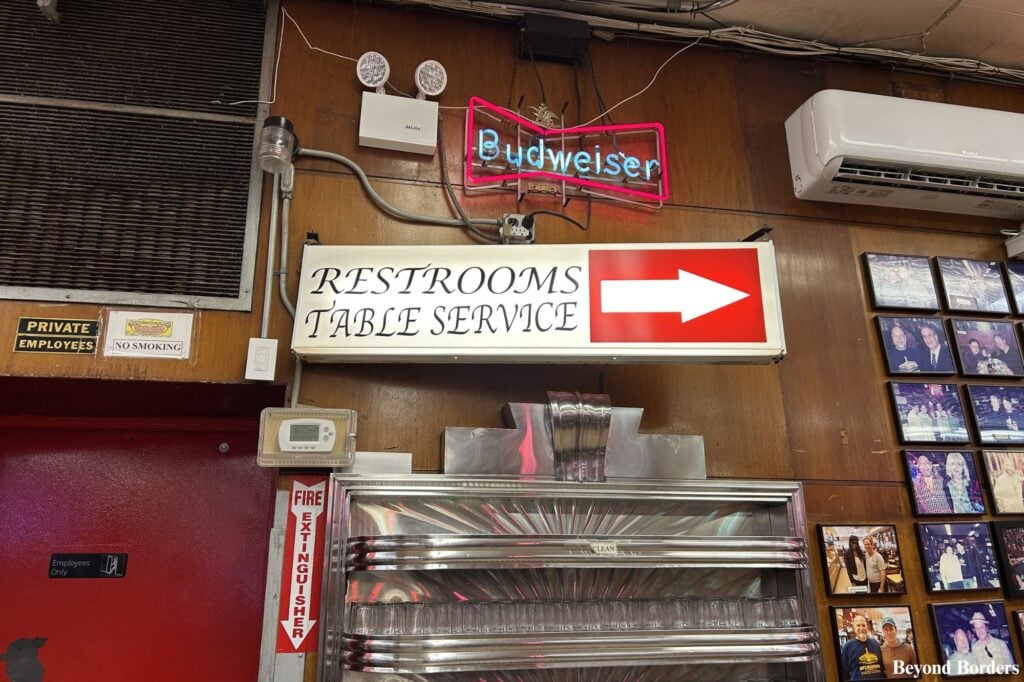 Budweiser
RESTROOMS
TABLE SERVICE
PRIVATE
EMPLOYEES
NO SMOKING
FIRE
EXTINGUISHER
CLEAN
Employees
Only
Beyond Borders